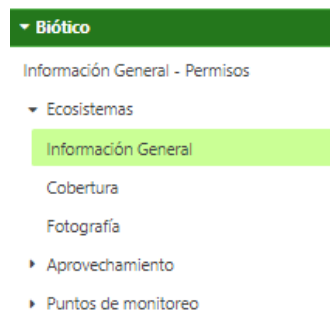 Biótico
Información General - Permisos
Ecosistemas
Información General
Cobertura
Fotografía
Aprovechamiento
Puntos de monitoreo